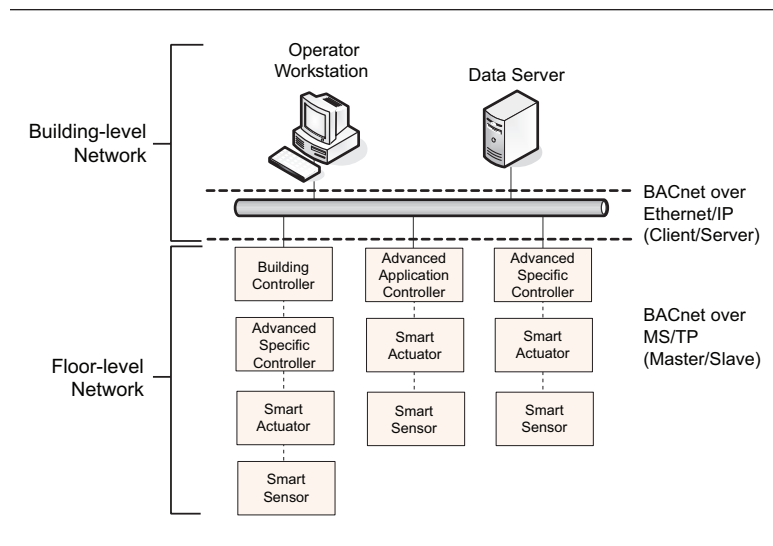 Operator
Workstation
Data Server
Building-level
Network
BACnet over
Ethernet/IP
(Client/Server)
Building
Controller
Advanced
Application
Controller
Advanced
Specific
Controller
BACnet over
MS/TP
(Master/Slave)
Advanced
Specific
Controller
Smart
Actuator
Smart
Actuator
Floor-level
Network
Smart
Actuator
Smart
Sensor
Smart
Sensor
Smart
Sensor